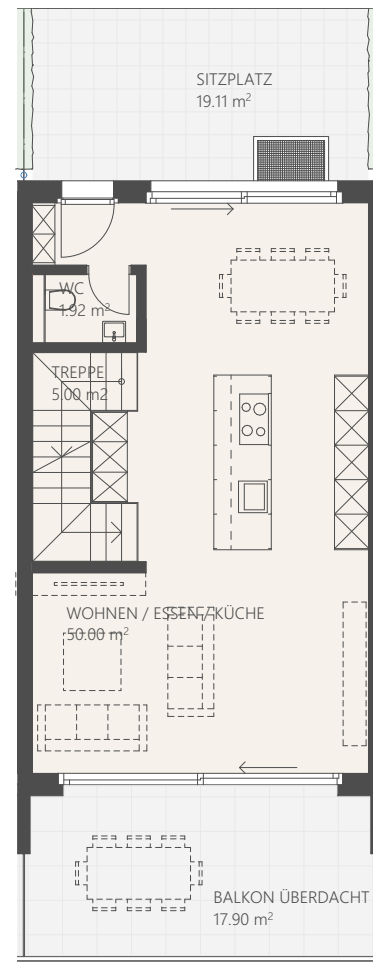 SITZPLATZ
19.11 m²
WC
1.92 m²
TREPPE
5.00 m2
WOHNEN / ESSEN / KÜCHE
50.00 m²
BALKON ÜBERDACHT
17.90 m²